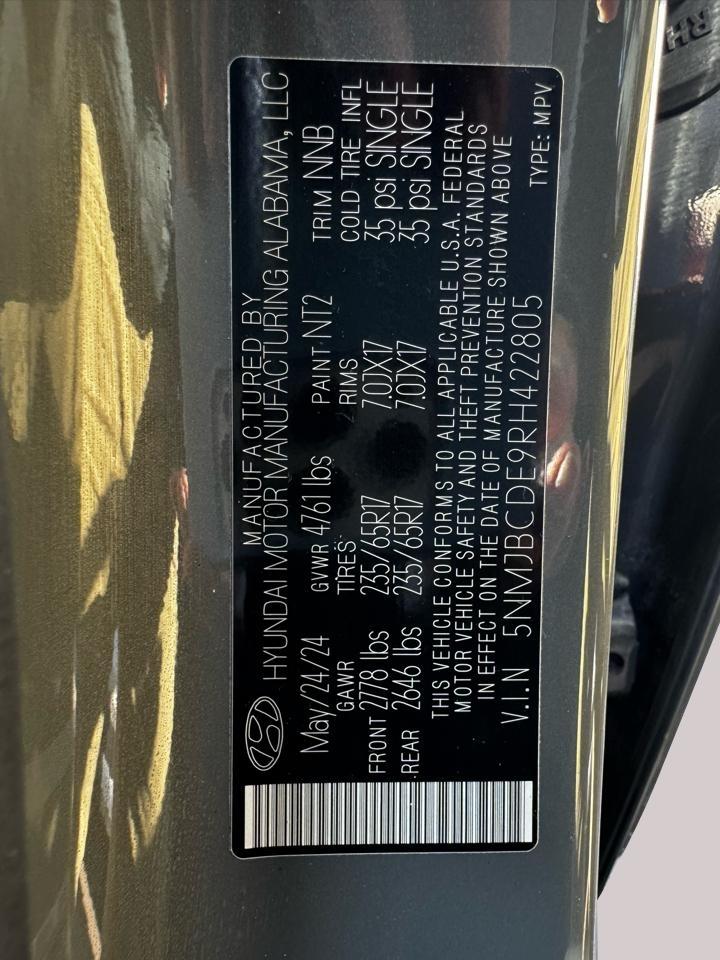 MANUFACTURED BY
HYUNDAI MOTOR MANUFACTURING ALABAMA, LLC
May/24/24 GVWR 4761 lbs PAINT NT2 TRIM NNB
GAWR TIRES RIMS COLD TIRE INFL
FRONT 2778 lbs 235/65R17 7.0JX17 35 psi SINGLE
REAR 2646 lbs 235/65R17 7.0JX17 35 psi SINGLE
THIS VEHICLE CONFORMS TO ALL APPLICABLE U.S.A. FEDERAL
MOTOR VEHICLE SAFETY AND THEFT PREVENTION STANDARDS
IN EFFECT ON THE DATE OF MANUFACTURE SHOWN ABOVE
V.I.N 5NMJBCDE9RH422805
TYPE: MPV
RH